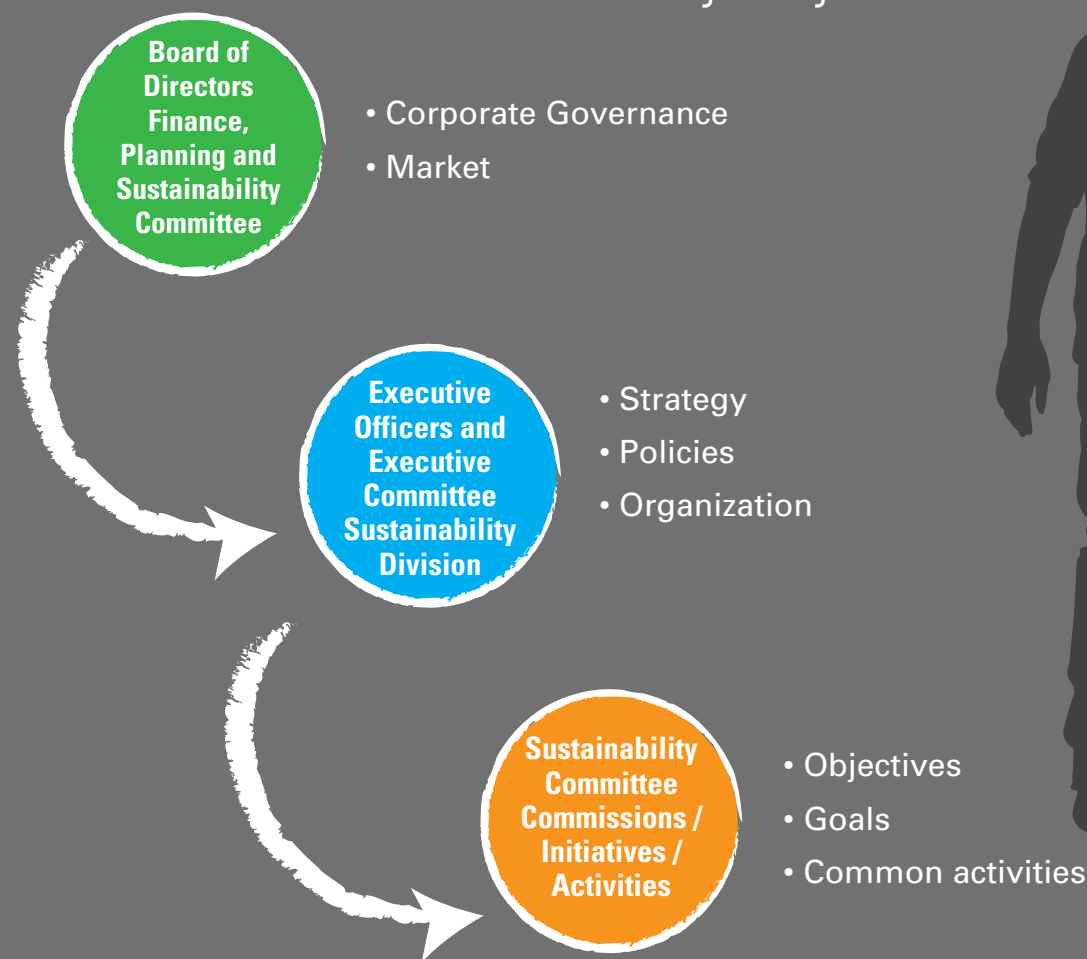 Board of
Directors
Finance,
Planning and
Sustainability
Committee
• Corporate Governance
• Market
Executive
Officers and
Executive
Committee
Sustainability
Division
• Strategy
• Policies
• Organization
Sustainability
Committee
Commissions /
Initiatives /
Activities
• Objectives
• Goals
• Common activities